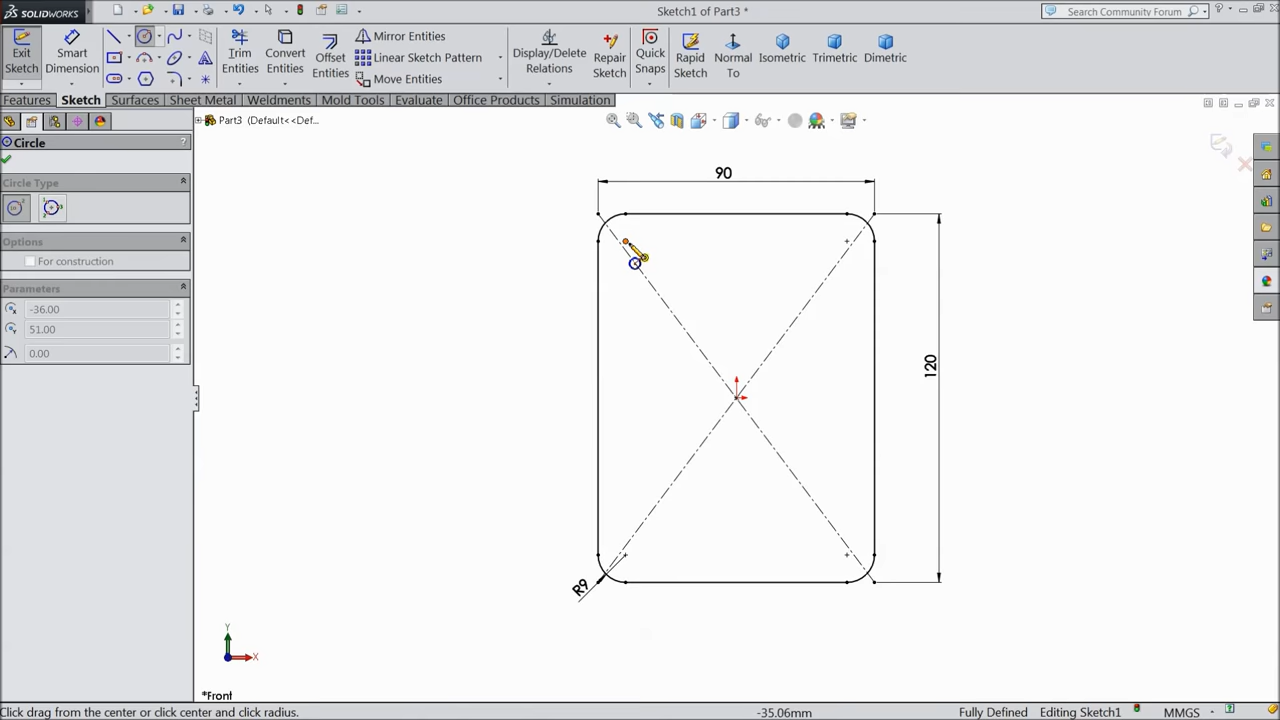 SOLIDWORKS
Sketch1 of Part3 *
Search Community Forum
Exit Sketch
Smart Dimension
Trim Entities
Convert Entities
Offset Entities
Mirror Entities
Linear Sketch Pattern
Move Entities
Display/Delete Relations
Repair Sketch
Quick Snaps
Rapid Sketch
Normal To
Isometric
Trimetric
Dimetric
Features
Sketch
Surfaces
Sheet Metal
Weldments
Mold Tools
Evaluate
Office Products
Simulation
Part3 (Default<<Def...
Circle
?
Circle Type
Options
For construction
Parameters
-36.00
51.00
0.00
90
120
R9
Y
X
*Front
Click drag from the center or click center and click radius.
-35.06mm
Fully Defined
Editing Sketch1
MMGS